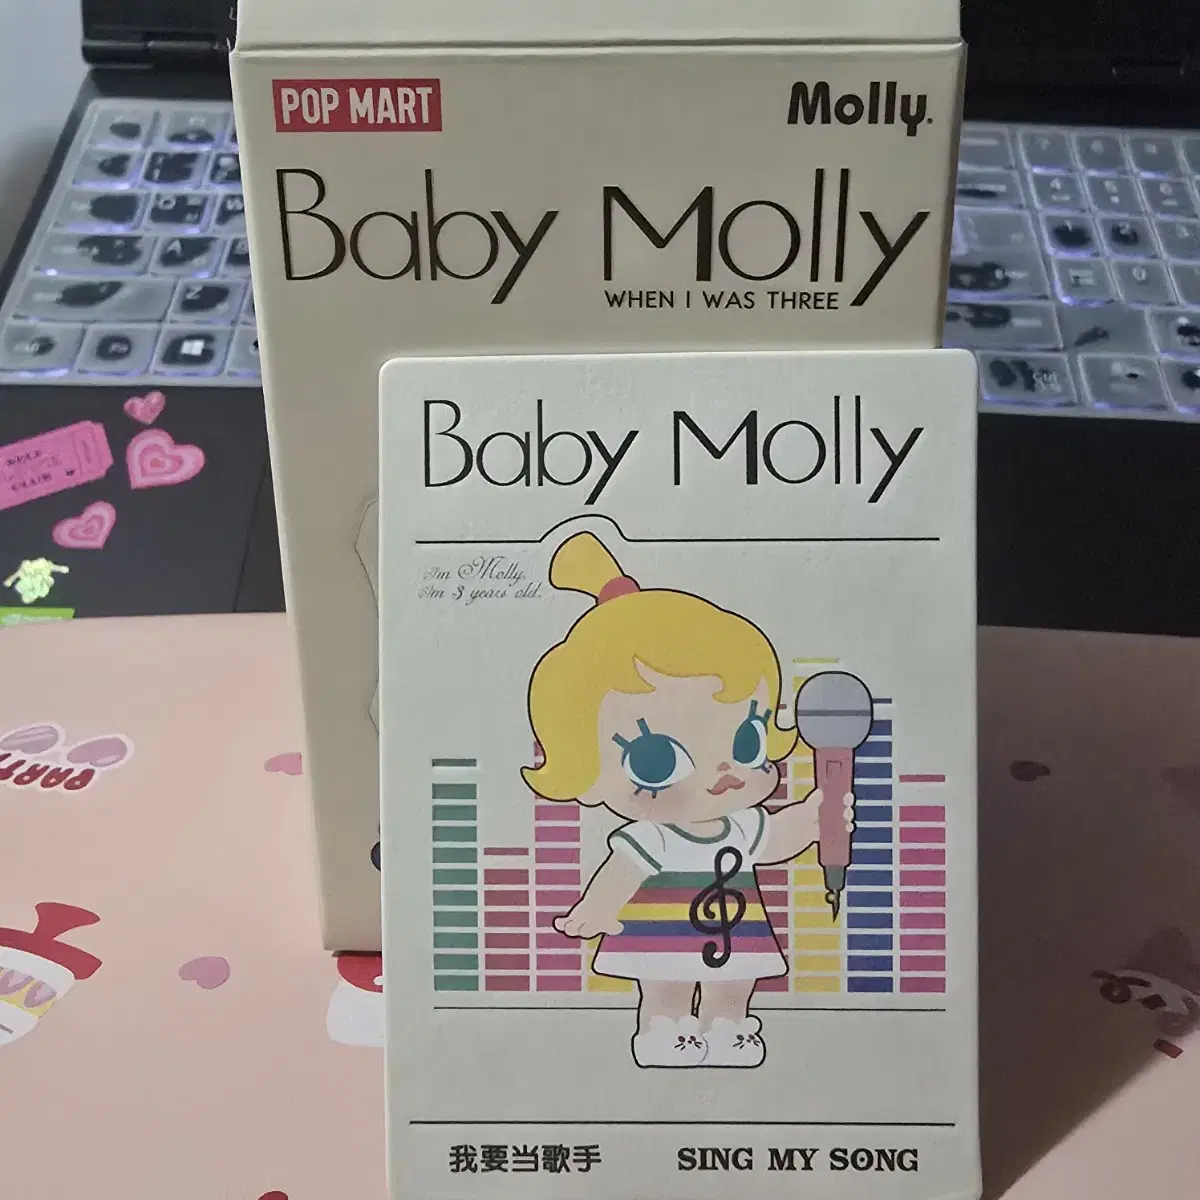 POP MART
Molly.
Baby Molly
WHEN I WAS THREE
Baby Molly
I'm Molly.
I'm 3 years old.
我要当歌手
SING MY SONG
PARTY